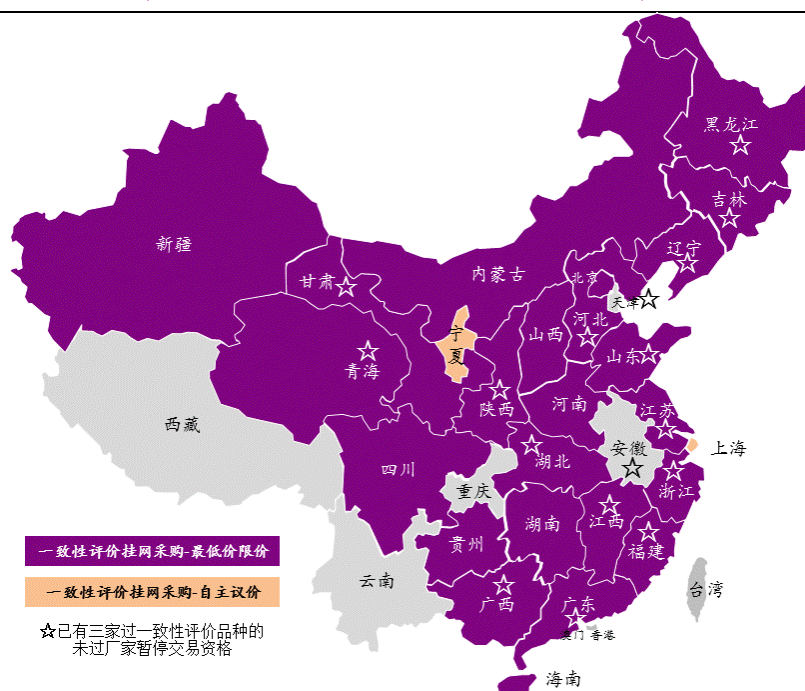 黑龙江
吉林
辽宁
新疆
内蒙古
甘肃
北京
天津
河北
宁
夏
山西
山东
青海
陕西
河南
江苏
西藏
安徽
上海
四川
湖北
重庆
浙江
湖南
江西
贵州
福建
一致性评价挂网采购-最低价限价
云南
台湾
一致性评价挂网采购-自主议价
广西
广东
☆已有三家过一致性评价品种的
未过厂家暂停交易资格
澳门 香港
海南